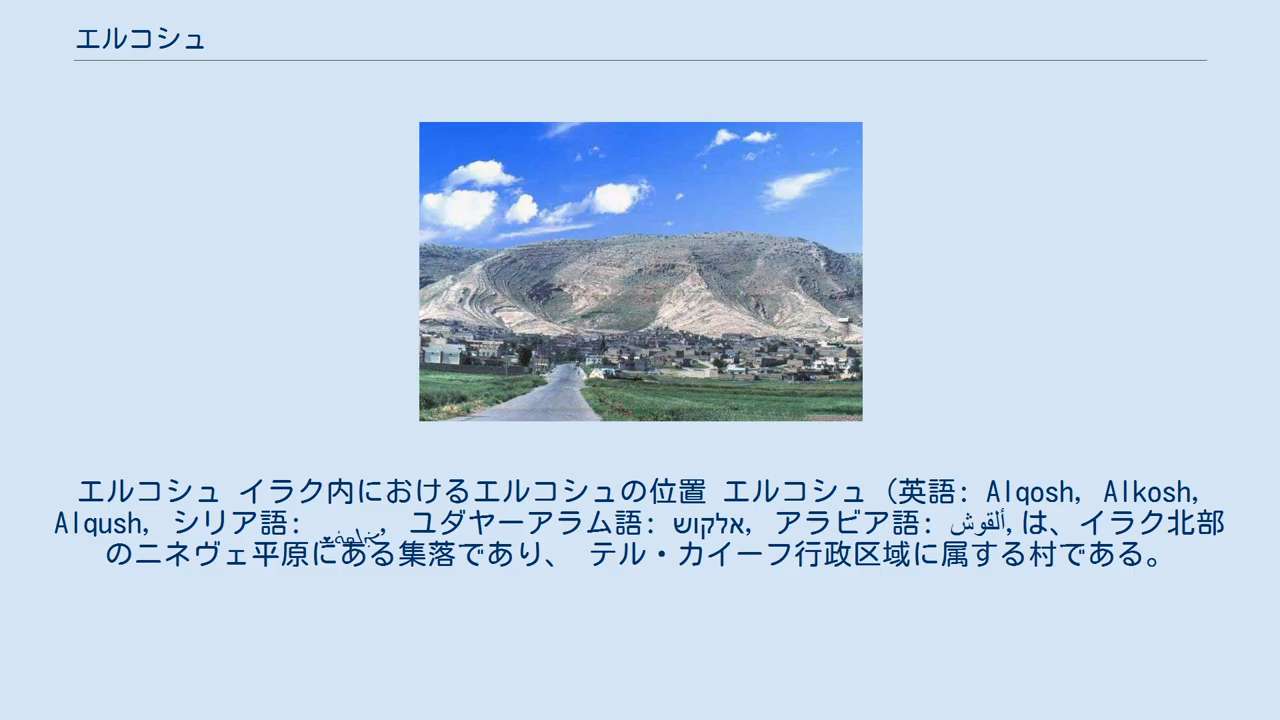 エルコシュ
エルコシュ イラク内におけるエルコシュの位置 エルコシュ (英語: Alqosh, Alkosh,
Alqush, シリア語: , ユダヤーアラム語: אלקוש, アラビア語: ألقوش, は、イラク北部
のニネヴェ平原にある集落であり、 テル・カイーフ行政区域に属する村である。